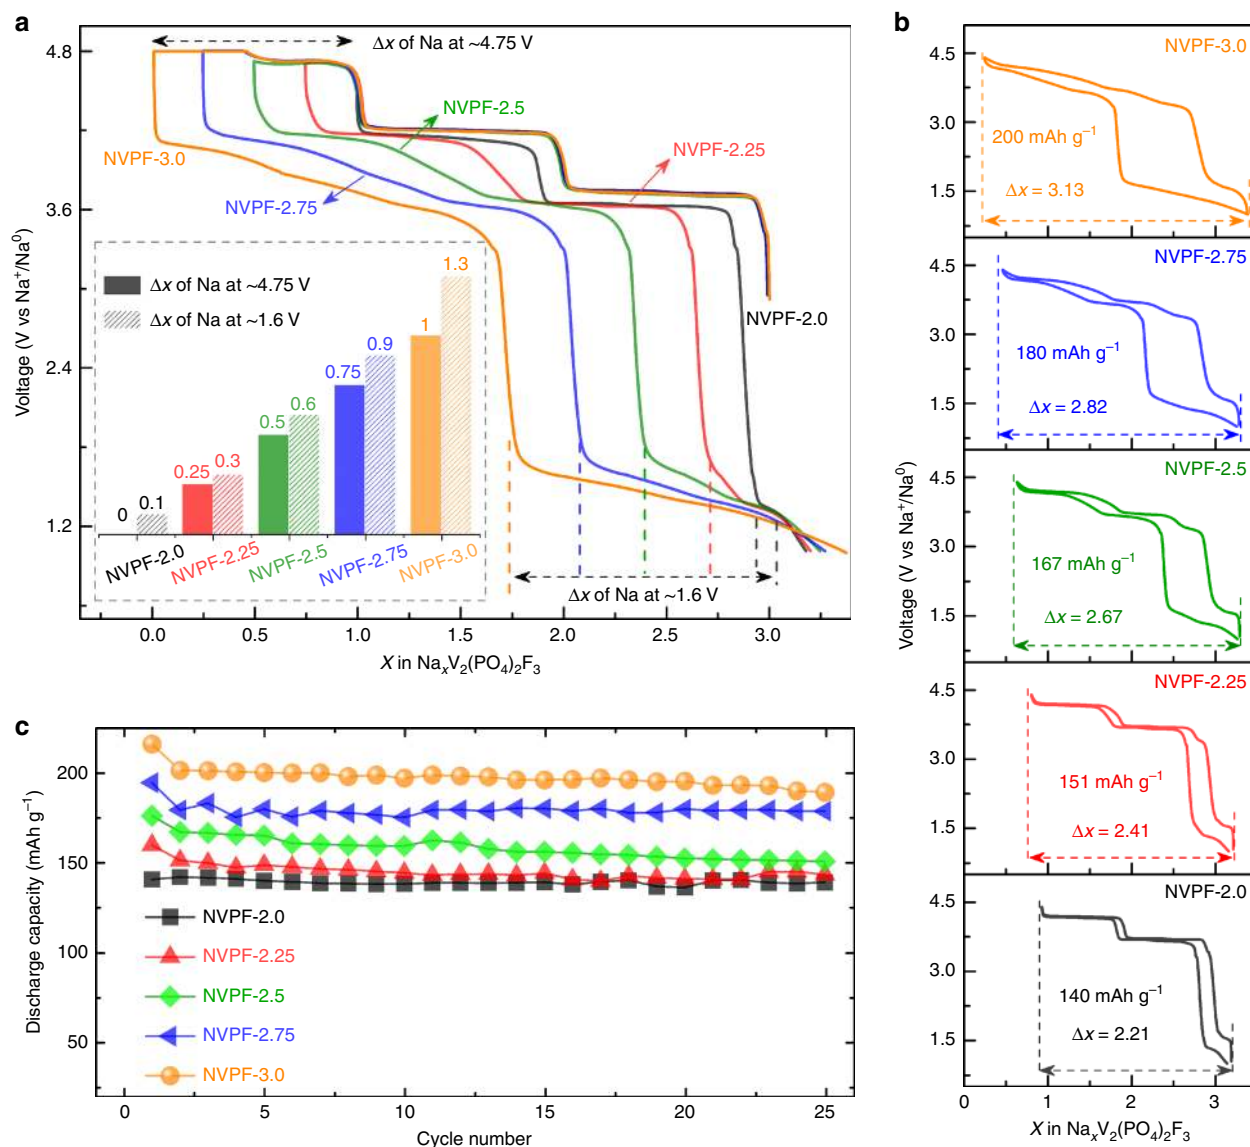 a
Δx of Na at ~4.75 V
4.8
3.6
2.4
1.2
Voltage (V vs Na⁺/Na⁰)
NVPF-3.0
NVPF-2.75
NVPF-2.5
NVPF-2.25
NVPF-2.0
Δx of Na at ~4.75 V
Δx of Na at ~1.6 V
0
0.1
0.25
0.3
0.5
0.6
0.75
0.9
1
1.3
NVPF-2.0
NVPF-2.25
NVPF-2.5
NVPF-2.75
NVPF-3.0
Δx of Na at ~1.6 V
0.0 0.5 1.0 1.5 2.0 2.5 3.0
X in NaₓV₂(PO₄)₂F₃
b
NVPF-3.0
4.5
3.0
1.5
200 mAh g⁻¹
Δx = 3.13
NVPF-2.75
4.5
3.0
1.5
180 mAh g⁻¹
Δx = 2.82
NVPF-2.5
4.5
3.0
1.5
167 mAh g⁻¹
Δx = 2.67
NVPF-2.25
4.5
3.0
1.5
151 mAh g⁻¹
Δx = 2.41
NVPF-2.0
4.5
3.0
1.5
140 mAh g⁻¹
Δx = 2.21
Voltage (V vs Na⁺/Na⁰)
0 1 2 3
X in NaₓV₂(PO₄)₂F₃
c
200
150
100
50
Discharge capacity (mAh g⁻¹)
NVPF-2.0
NVPF-2.25
NVPF-2.5
NVPF-2.75
NVPF-3.0
0 5 10 15 20 25
Cycle number